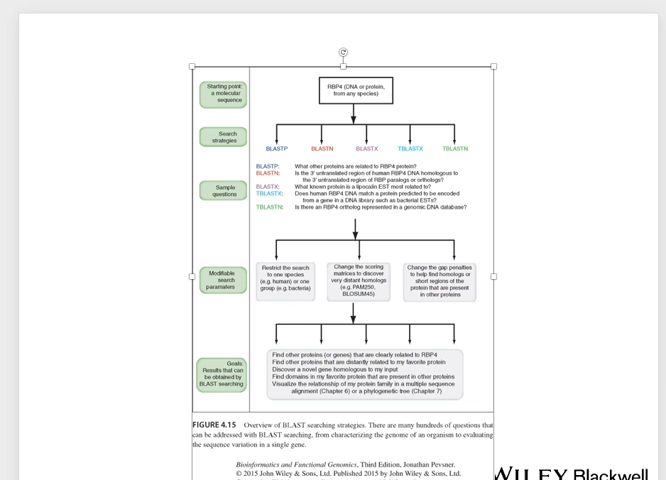 Starting point:
a molecular
sequence
RBP4 (DNA or protein,
from any species)
Search
strategies
BLASTP BLASTN BLASTX TBLASTX TBLASTN
Sample
questions
BLASTP: What other proteins are related to RBP4 protein?
BLASTN: Is the 3' untranslated region of human RBP4 DNA homologous to
the 3' untranslated region of RBP paralogs or orthologs?
BLASTX: What known protein is a lipocalin EST most related to?
TBLASTX: Does human RBP4 DNA match a protein predicted to be encoded
from a gene in a DNA library such as bacterial ESTs?
TBLASTN: Is there an RBP4 ortholog represented in a genomic DNA database?
Modifiable
search
parameters
Restrict the search
to one species
(e.g. human) or one
group (e.g. bacteria)
Change the scoring
matrices to discover
very distant homologs
(e.g. PAM250,
BLOSUM45)
Change the gap penalties
to help find homologs or
short regions of the
protein that are present
in other proteins
Goals:
Results that can
be obtained by
BLAST searching
Find other proteins (or genes) that are clearly related to RBP4
Find other proteins that are distantly related to my favorite protein
Discover a novel gene homologous to my input
Find domains in my favorite protein that are present in other proteins
Visualize the relationship of my protein family in a multiple sequence
alignment (Chapter 6) or a phylogenetic tree (Chapter 7)
FIGURE 4.15 Overview of BLAST searching strategies. There are many hundreds of questions that
can be addressed with BLAST searching, from characterizing the genome of an organism to evaluating
the sequence variation in a single gene.
Bioinformatics and Functional Genomics, Third Edition, Jonathan Pevsner.
© 2015 John Wiley & Sons, Ltd. Published 2015 by John Wiley & Sons, Ltd.
WILEY Blackwell